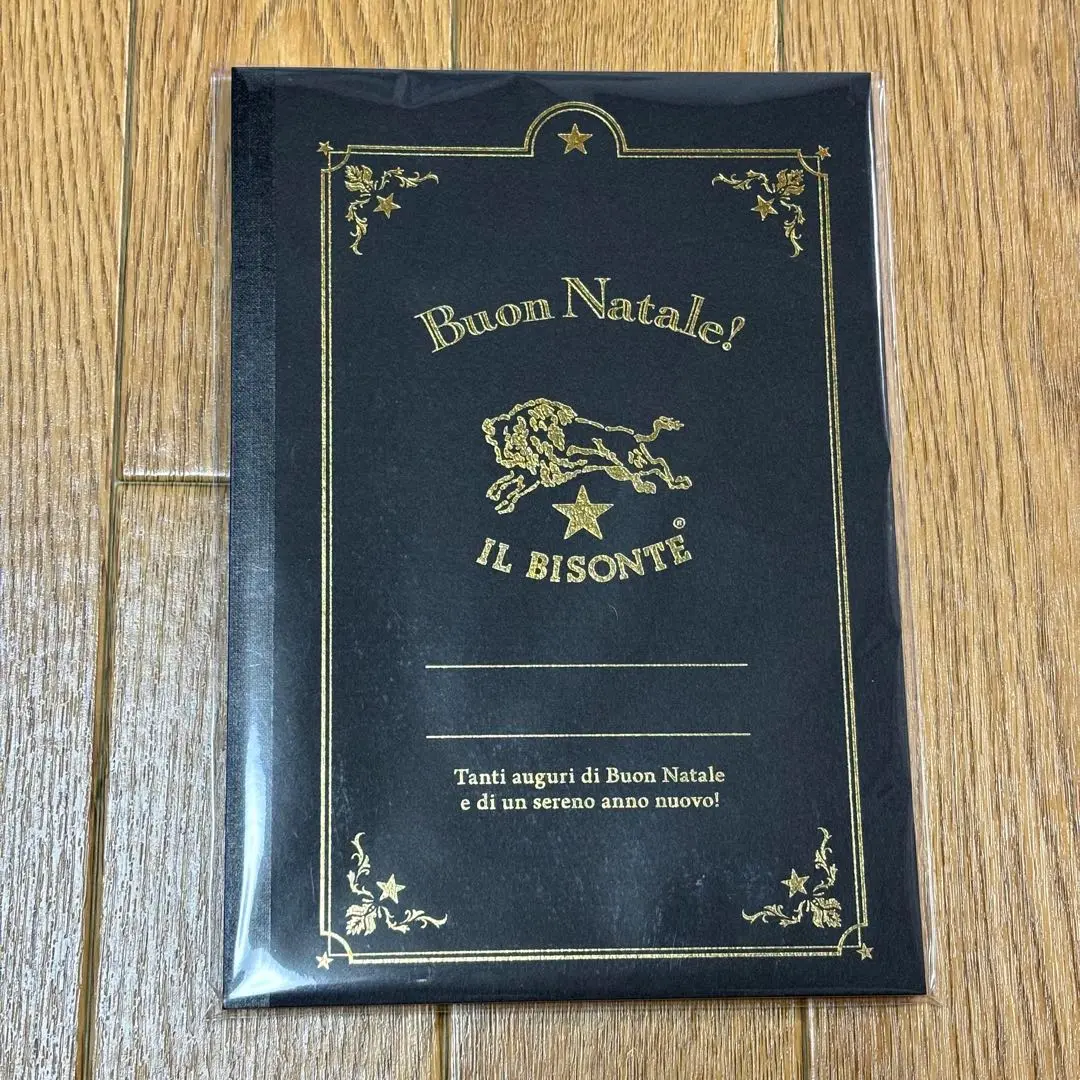 Buon Natale!
®
IL BISONTE
Tanti auguri di Buon Natale
e di un sereno anno nuovo!